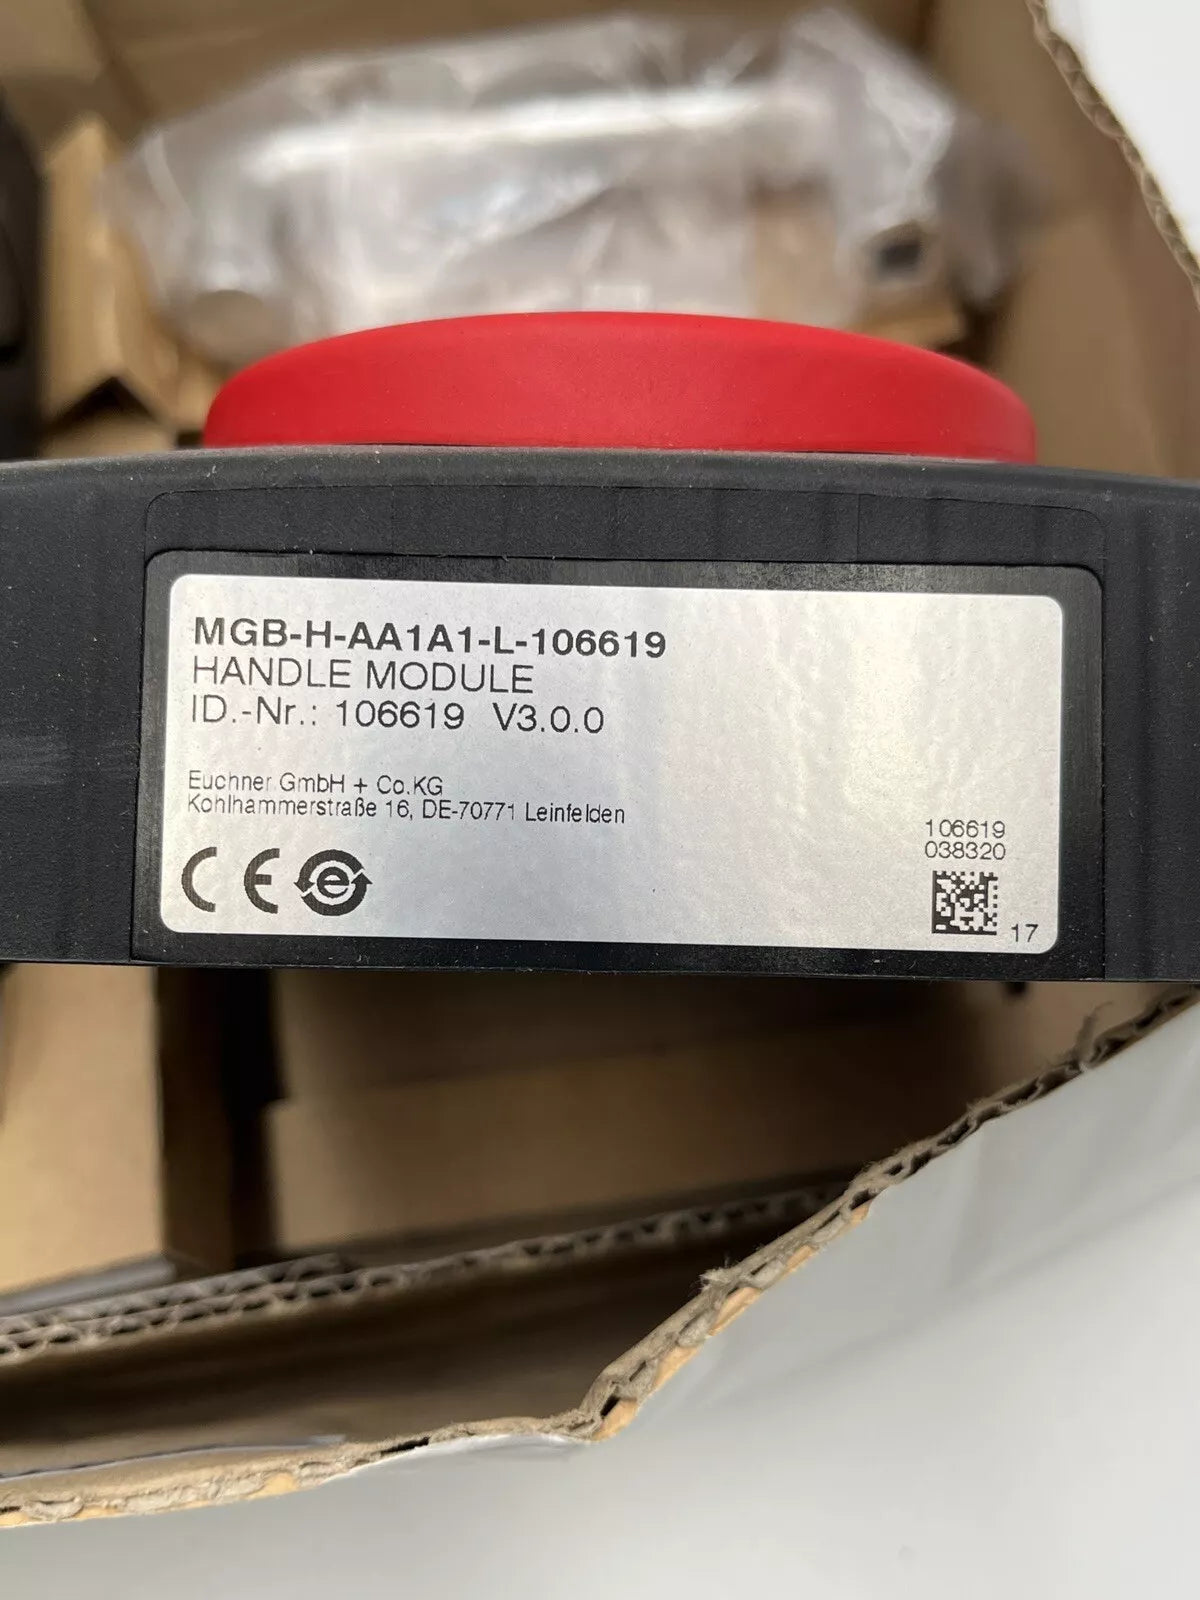 MGB-H-AA1A1-L-106619
HANDLE MODULE
ID.-Nr.: 106619 V3.0.0
Euchner GmbH + Co.KG
Kohlhammerstraße 16, DE-70771 Leinfelden
CE e
106619
038320
17